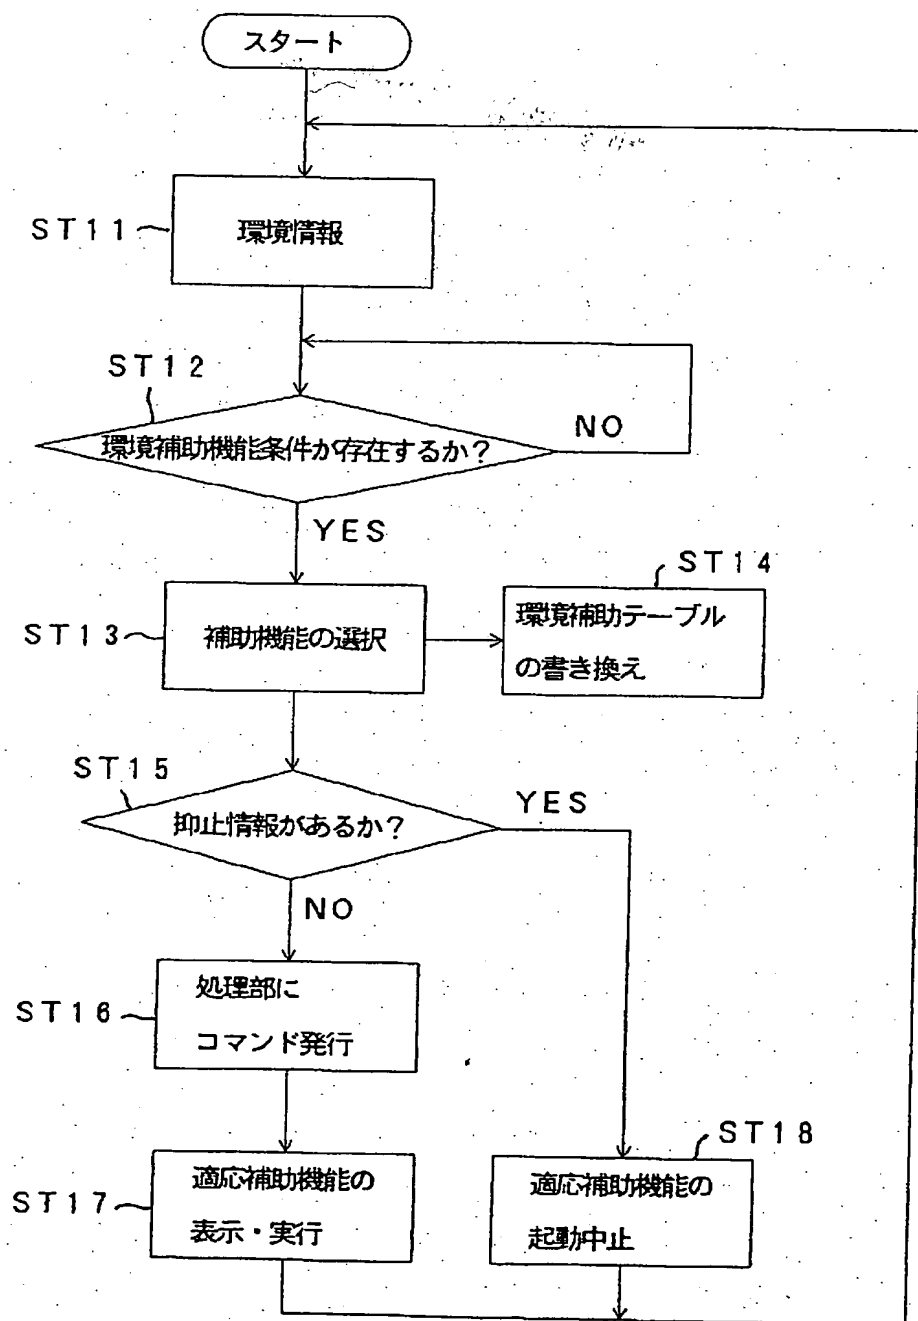 スタート
ST11
環境情報
ST12
環境補助機能条件が存在するか？
NO
YES
ST13
補助機能の選択
ST14
環境補助テーブル
の書き換え
ST15
抑止情報があるか？
YES
NO
ST16
処理部に
コマンド発行
ST17
適応補助機能の
表示・実行
ST18
適応補助機能の
起動中止